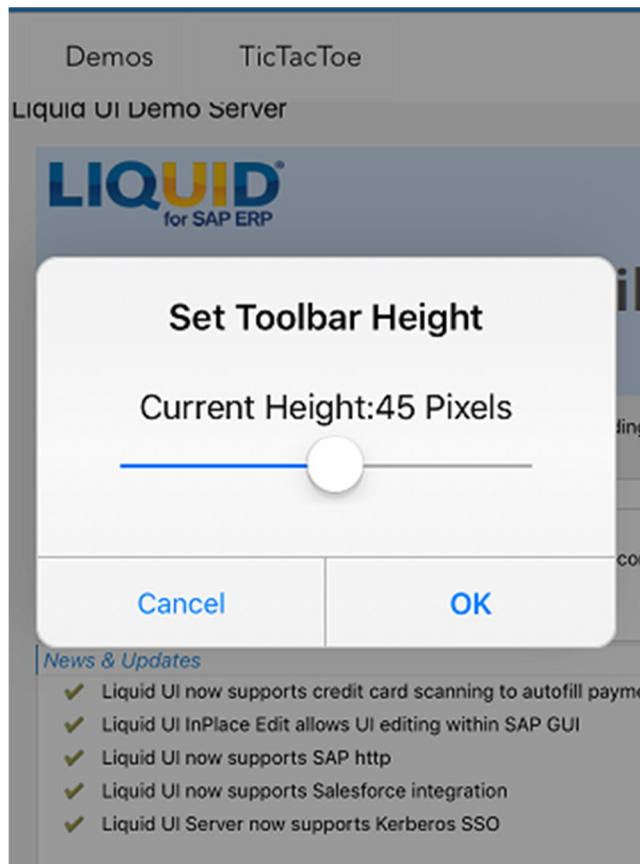 Demos TicTacToe
Liquid UI Demo Server
LIQUID®
for SAP ERP
Set Toolbar Height
Current Height:45 Pixels
Cancel OK
News & Updates
Liquid UI now supports credit card scanning to autofill
Liquid UI InPlace Edit allows UI editing within SAP GUI
Liquid UI now supports SAP http
Liquid UI now supports Salesforce integration
Liquid UI Server now supports Kerberos SSO